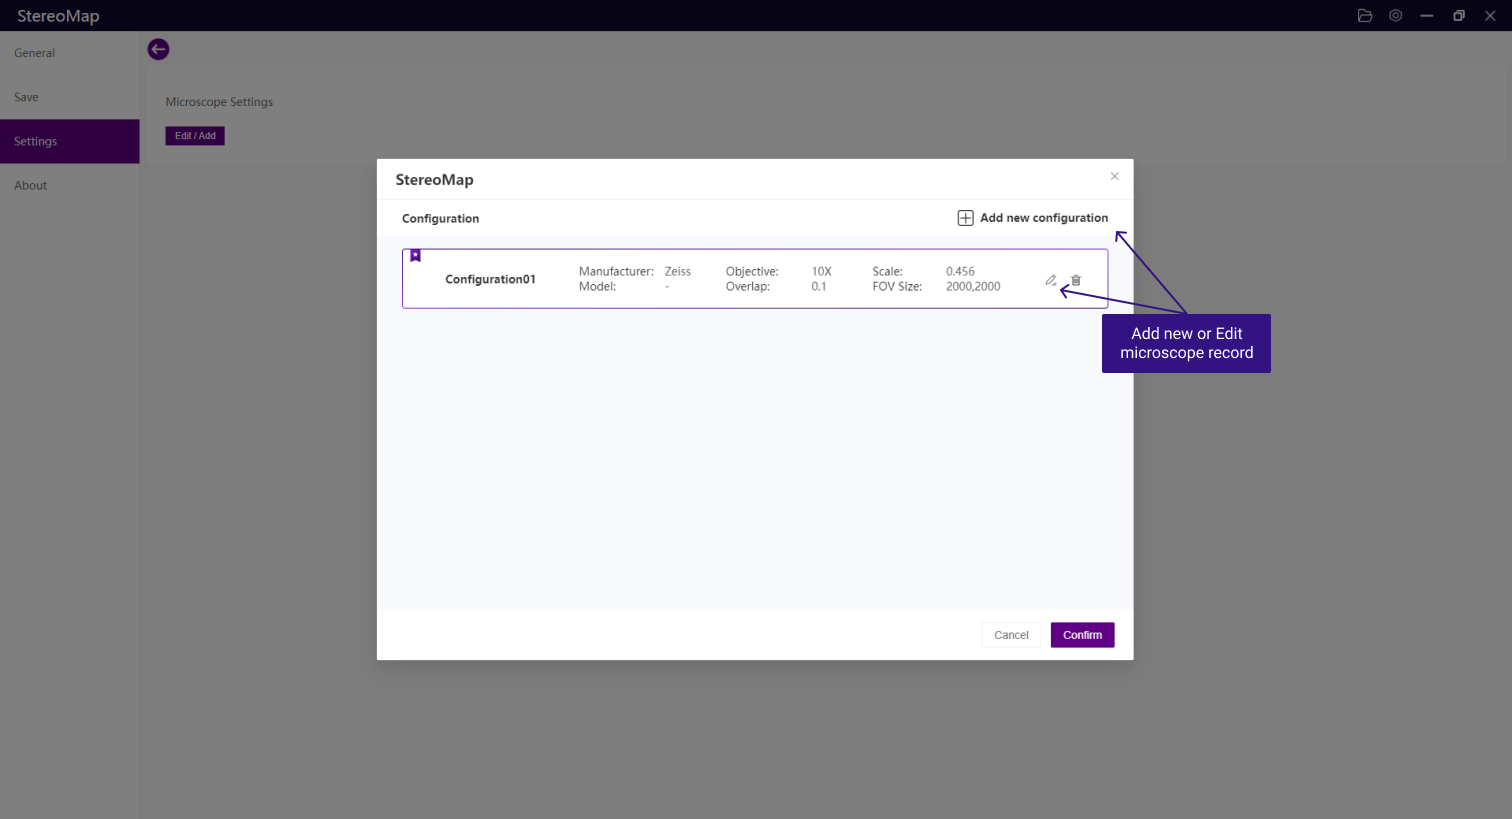 StereoMap
General
Save
Settings
About
Microscope Settings
Edit / Add
StereoMap
Configuration
Add new configuration
Configuration01
Manufacturer: Zeiss Objective: 10X Scale: 0.456
Model: - Overlap: 0.1 FOV Size: 2000,2000
Add new or Edit
microscope record
Cancel Confirm